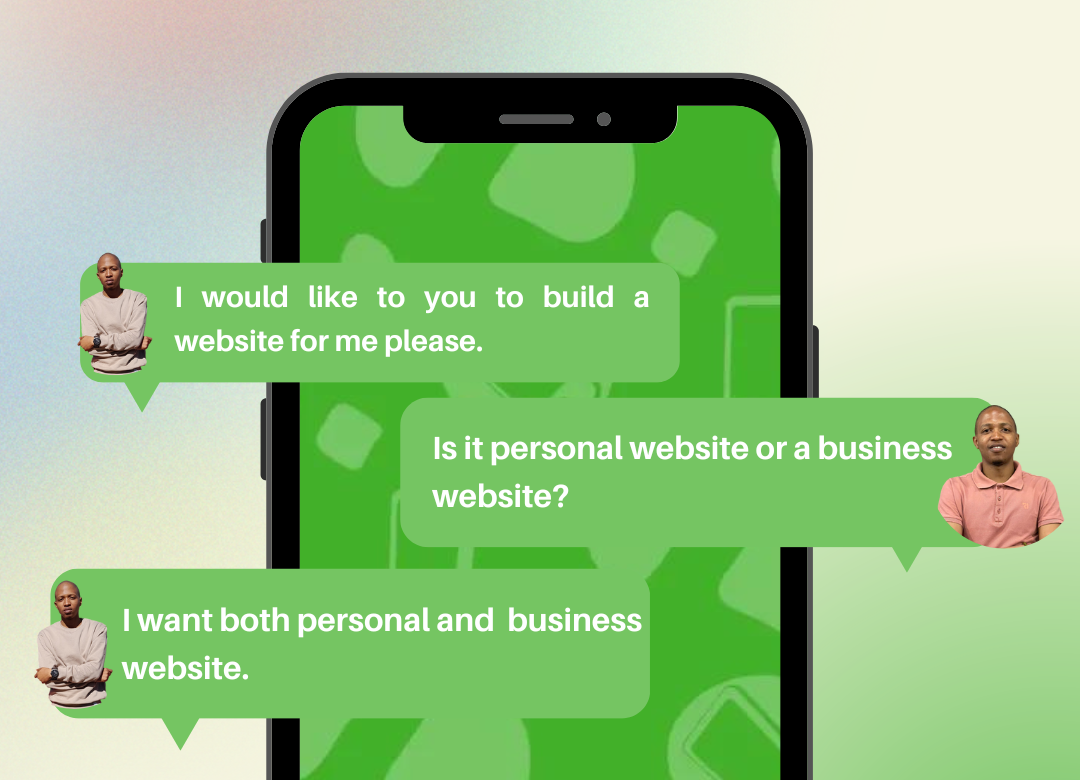 I would like to you to build a
website for me please.
Is it personal website or a business
website?
I want both personal and business
website.